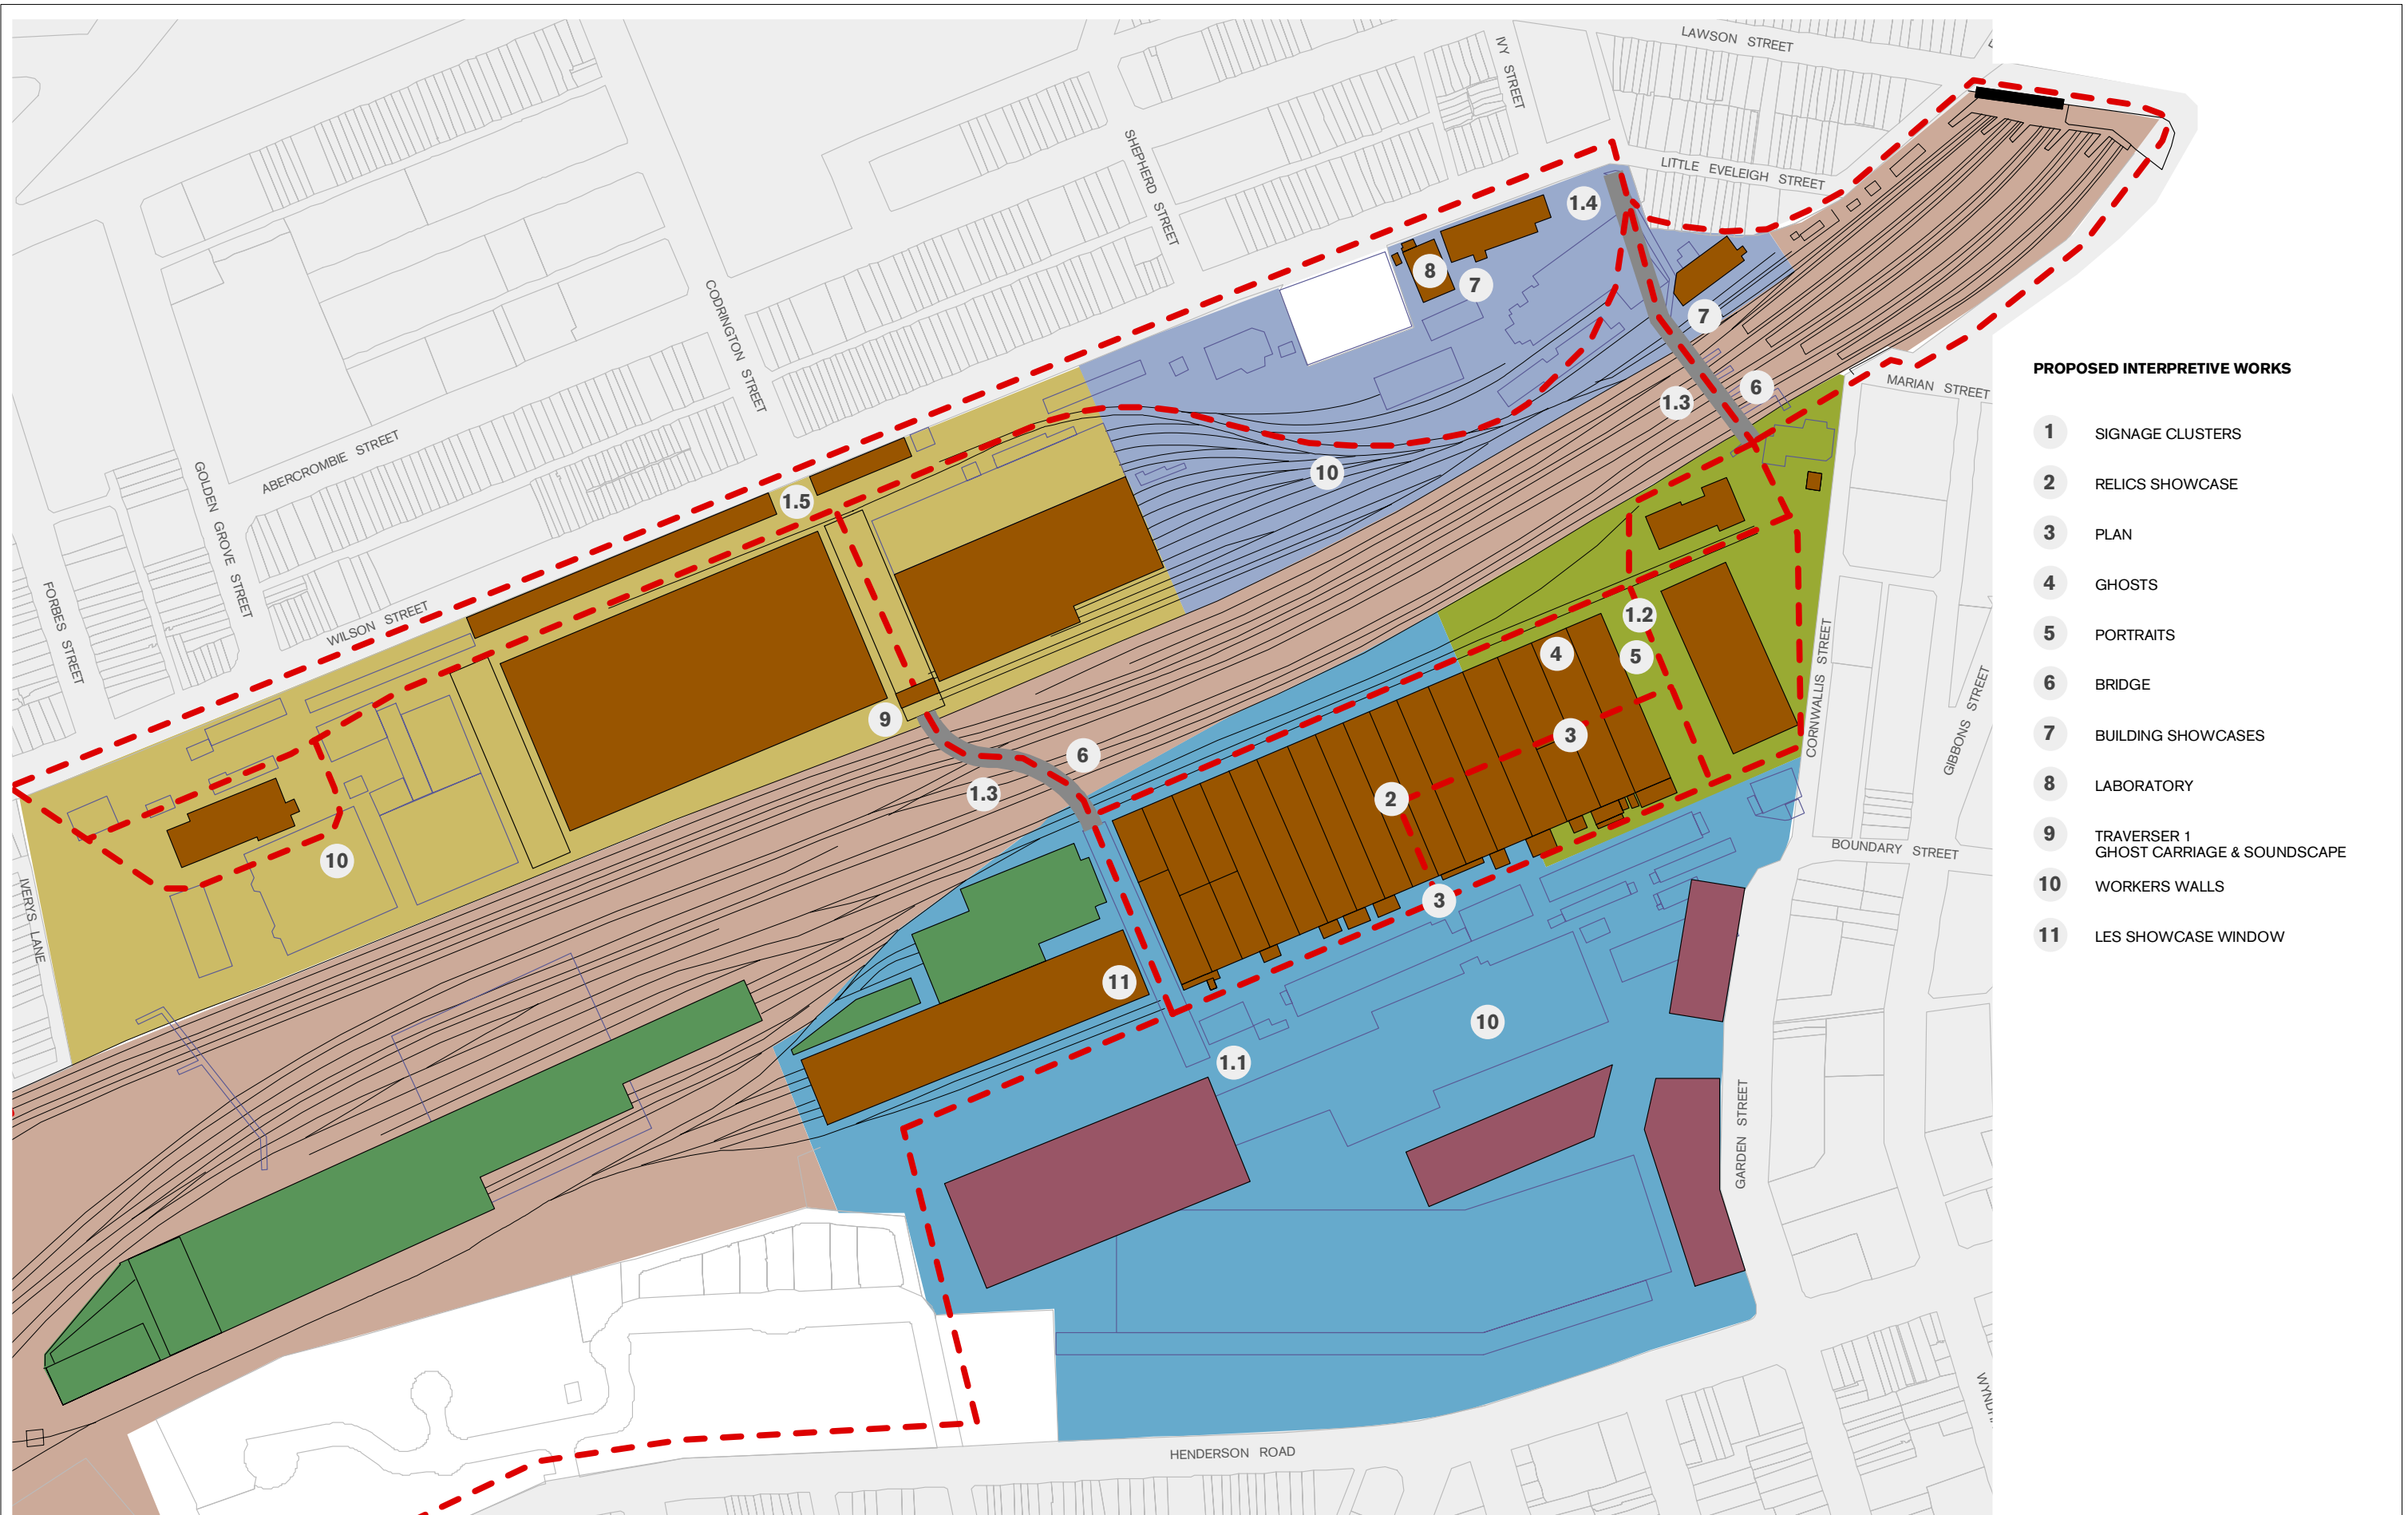 LAWSON STREET
IVY STREET
LITTLE EVELEIGH STREET
SHEPHERD STREET
1.4
8
7
7
CODRINGTON STREET
MARIAN STREET
1.3
6
ABERCROMBIE STREET
GOLDEN GROVE STREET
10
1.5
FORBES STREET
WILSON STREET
1.2
4
5
CORNWALLIS STREET
GIBBONS STREET
9
3
6
1.3
2
BOUNDARY STREET
10
3
IVERYS LANE
11
10
1.1
GARDEN STREET
HENDERSON ROAD
PROPOSED INTERPRETIVE WORKS
1 SIGNAGE CLUSTERS
2 RELICS SHOWCASE
3 PLAN
4 GHOSTS
5 PORTRAITS
6 BRIDGE
7 BUILDING SHOWCASES
8 LABORATORY
9 TRAVERSER 1
GHOST CARRIAGE & SOUNDSCAPE
10 WORKERS WALLS
11 LES SHOWCASE WINDOW